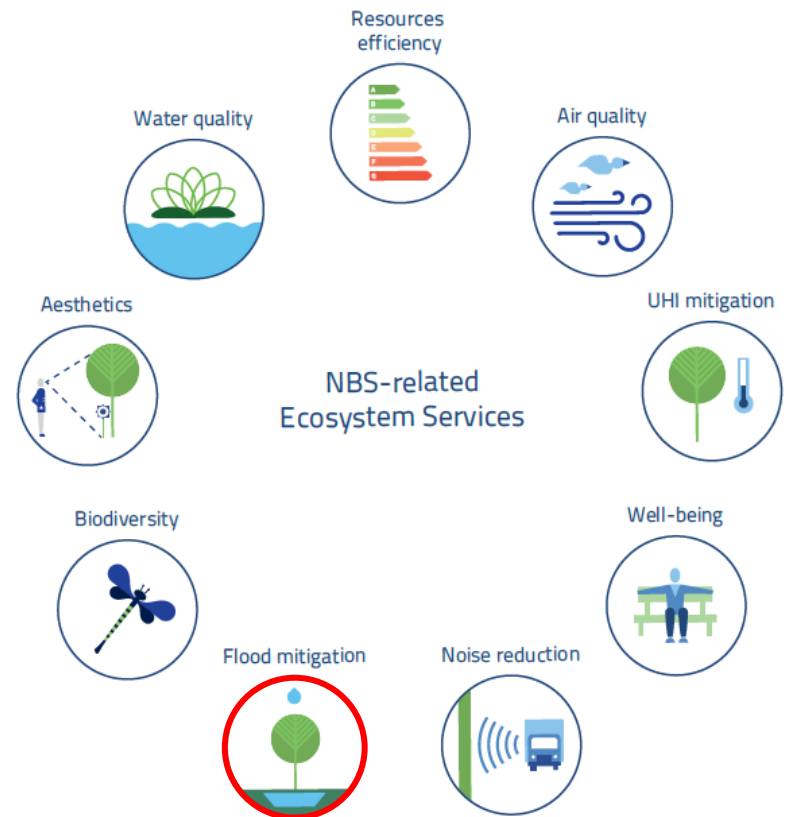 Resources
efficiency
A
B
C
D
E
F
G
Water quality
Air quality
Aesthetics
UHI mitigation
NBS-related
Ecosystem Services
Biodiversity
Well-being
Flood mitigation
Noise reduction